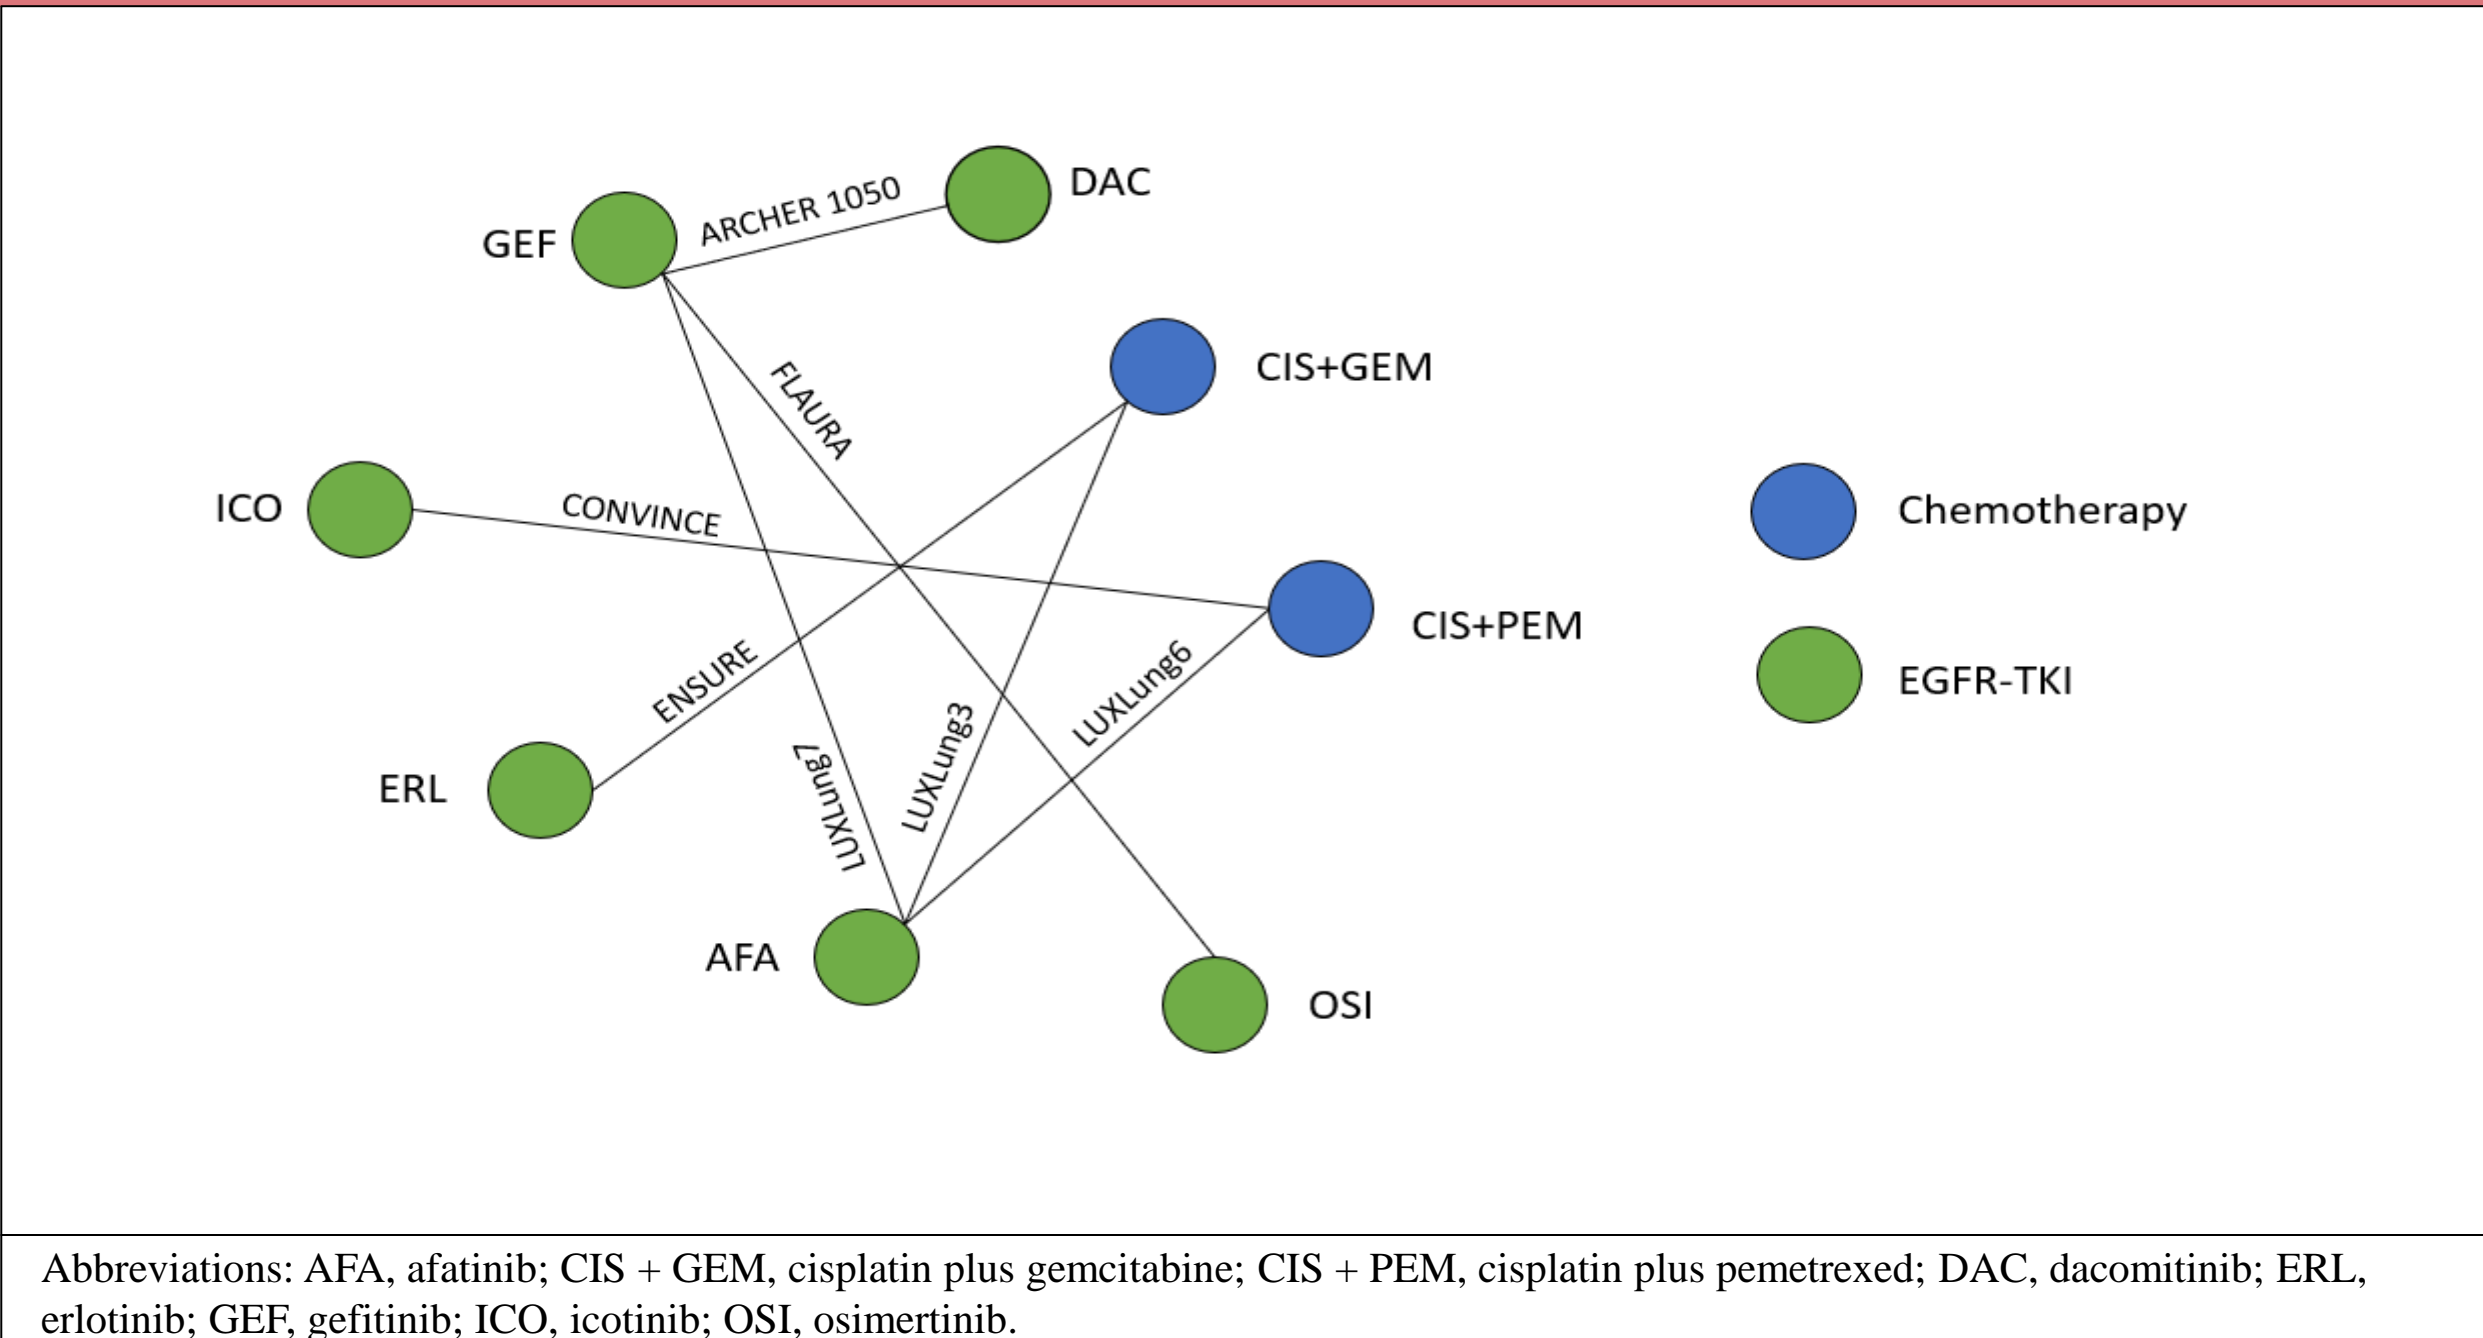 DAC
ARCHER 1050
GEF
CIS+GEM
FLAURA
ICO
CONVINCE
Chemotherapy
CIS+PEM
EGFR-TKI
ENSURE
LUXLung6
LUXLung3
LUXLung7
ERL
AFA
OSI
Abbreviations: AFA, afatinib; CIS + GEM, cisplatin plus gemcitabine; CIS + PEM, cisplatin plus pemetrexed; DAC, dacomitinib; ERL,
erlotinib; GEF, gefitinib; ICO, icotinib; OSI, osimertinib.